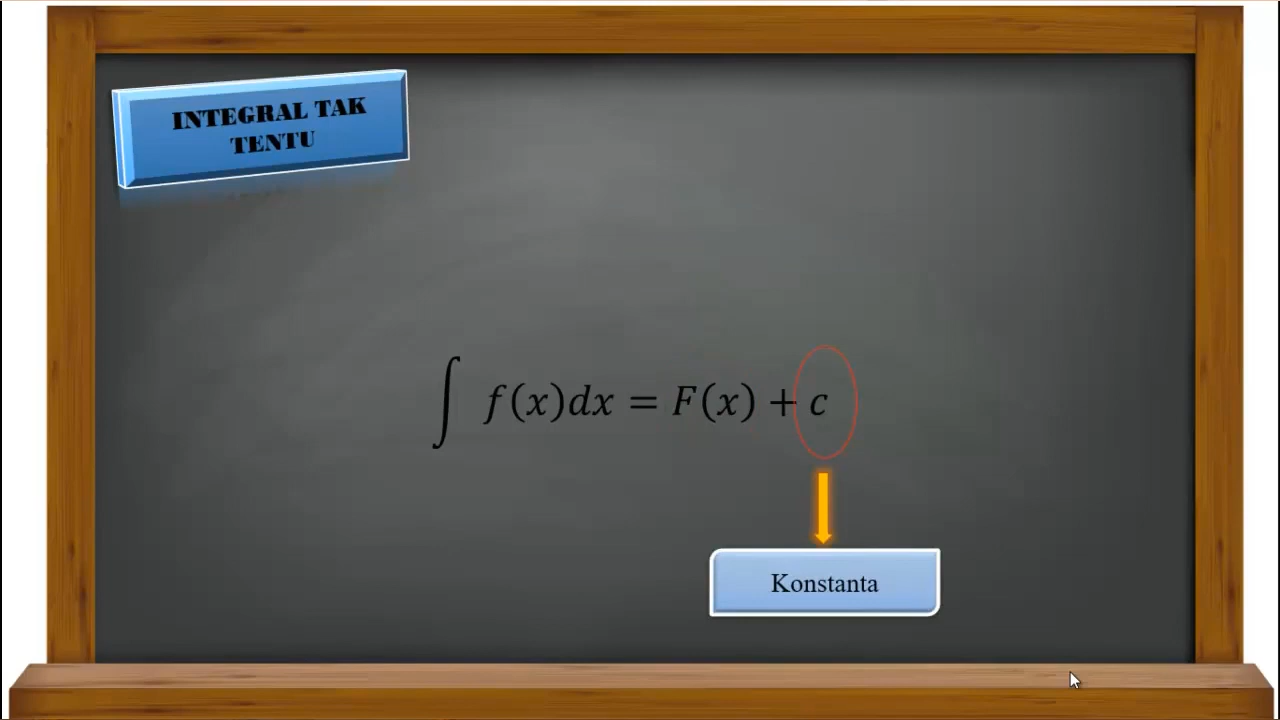 INTEGRAL TAK
TENTU
∫ f(x)dx = F(x) + c
Konstanta